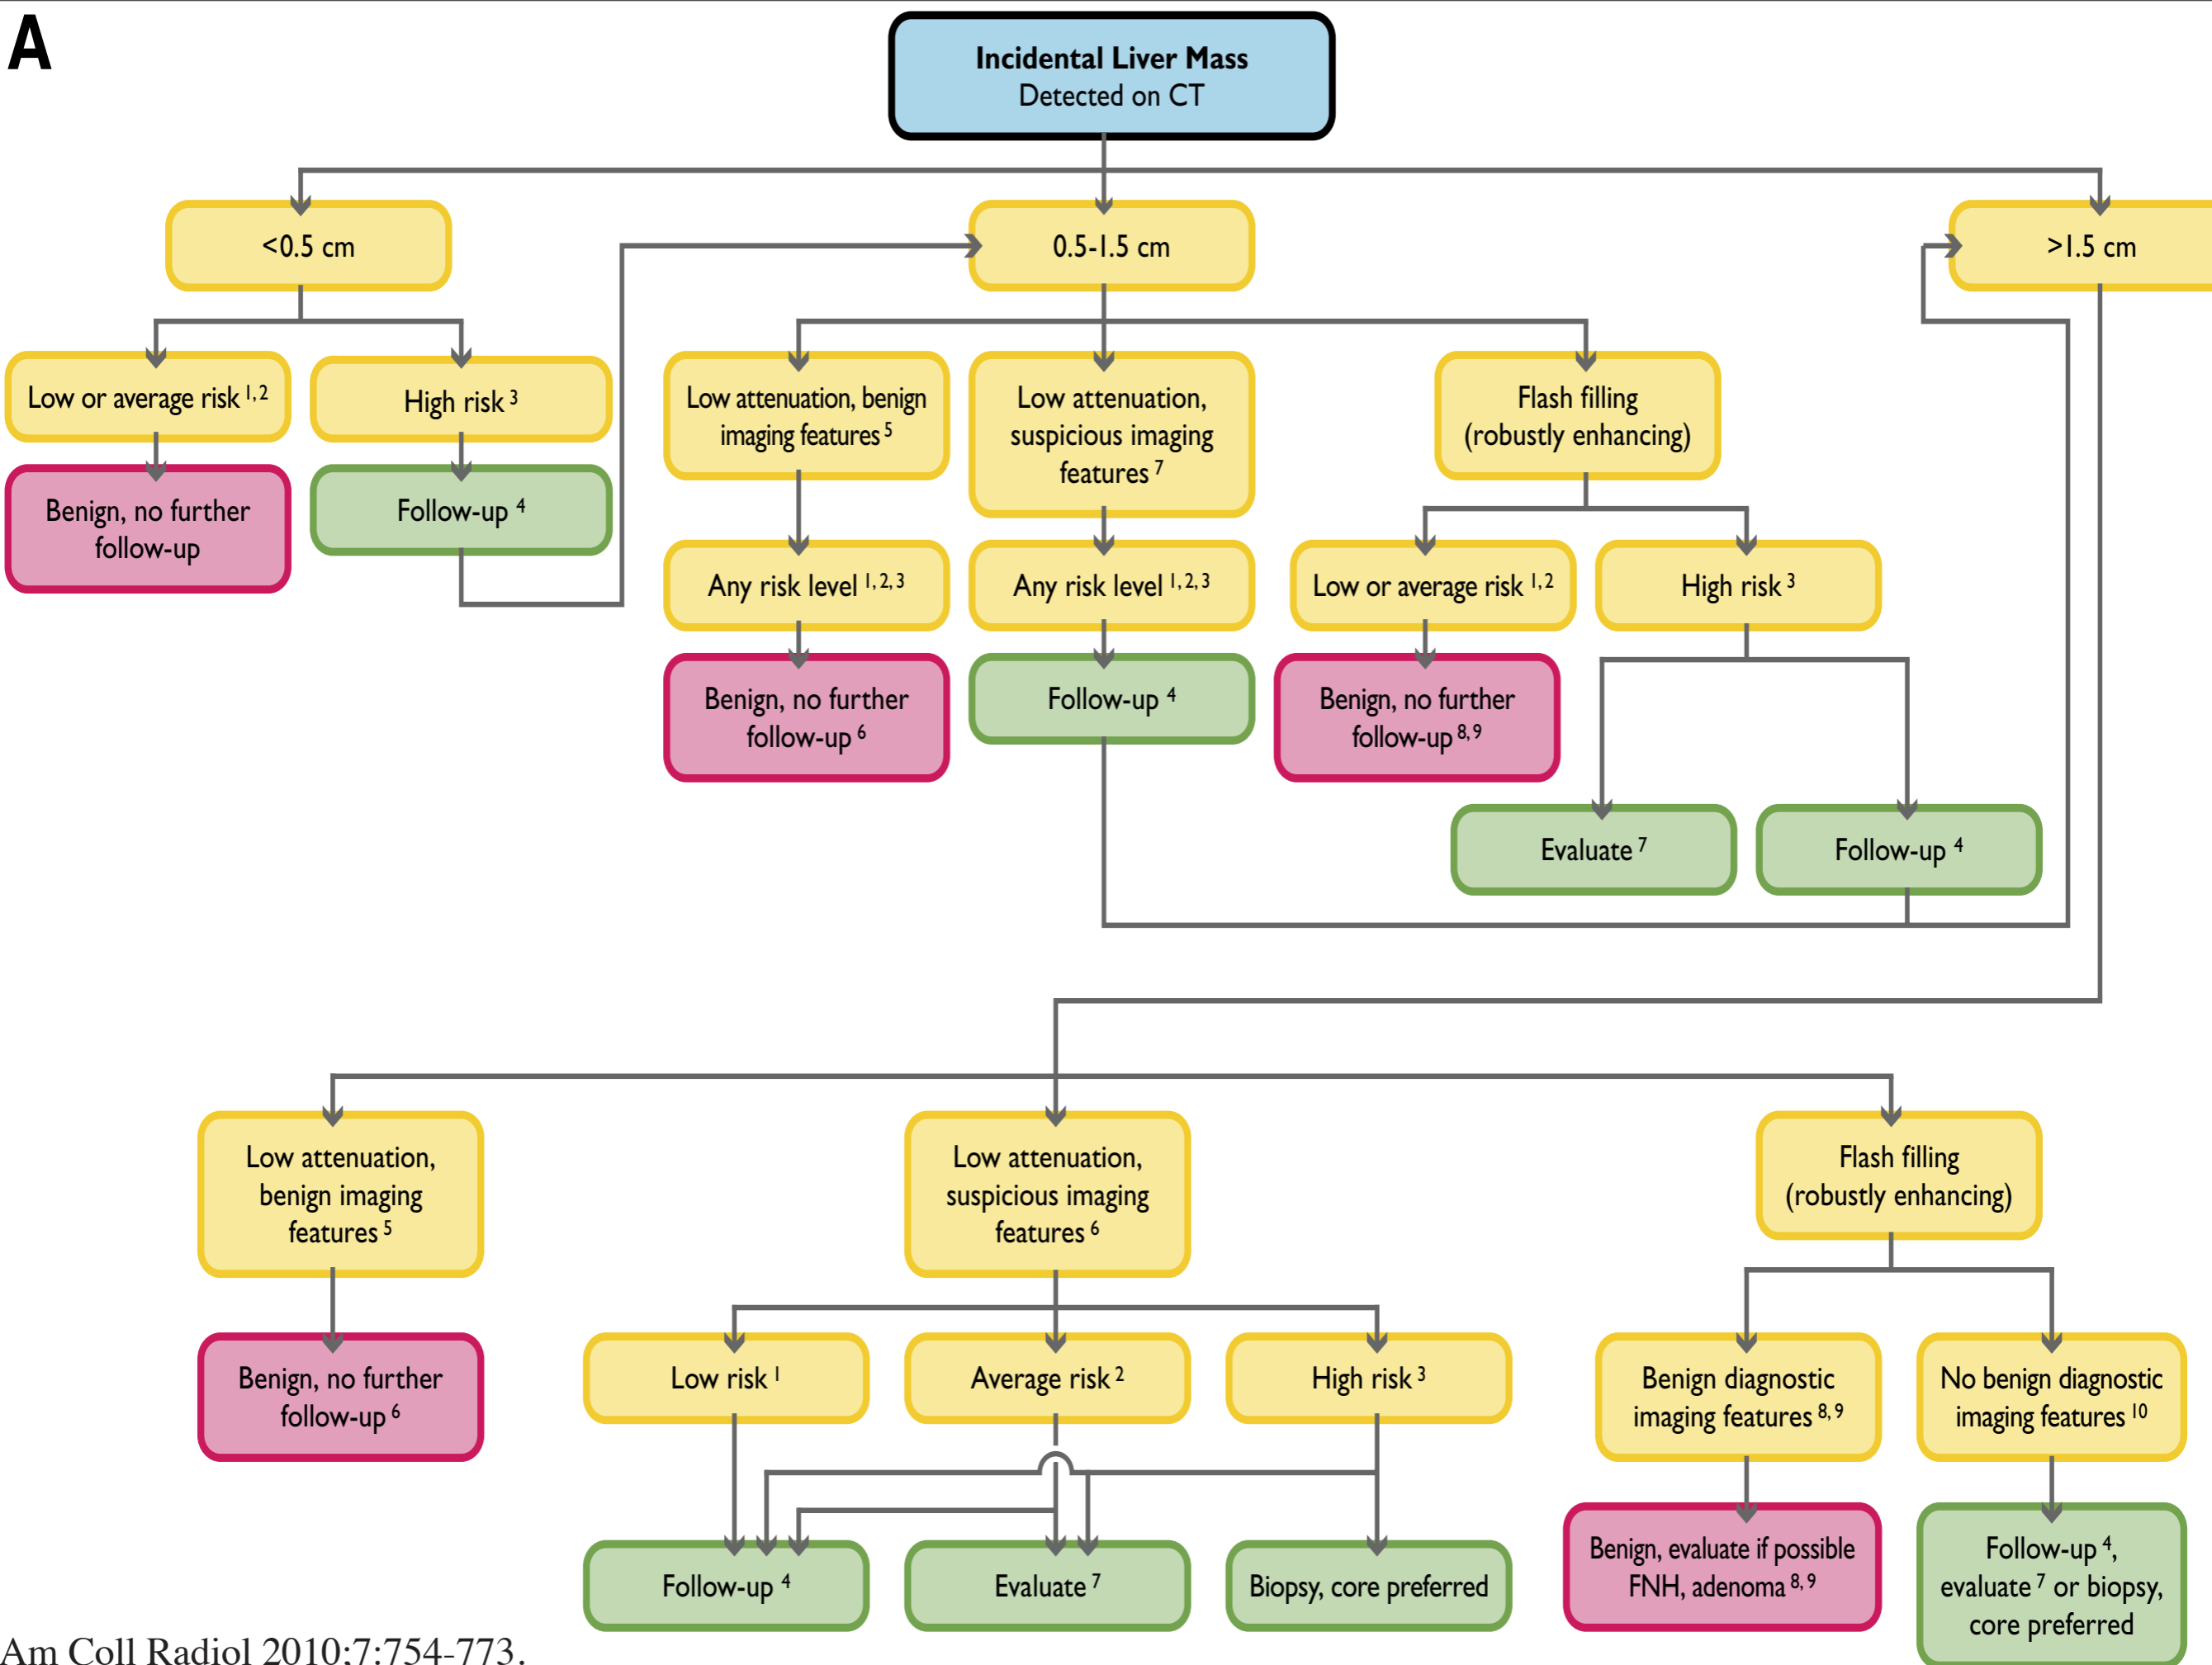 A
Incidental Liver Mass
Detected on CT
<0.5 cm
0.5-1.5 cm
>1.5 cm
Low or average risk 1, 2
High risk 3
Low attenuation, benign
imaging features 5
Low attenuation,
suspicious imaging
features 7
Flash filling
(robustly enhancing)
Benign, no further
follow-up
Follow-up 4
Any risk level 1, 2, 3
Any risk level 1, 2, 3
Low or average risk 1, 2
High risk 3
Benign, no further
follow-up 6
Follow-up 4
Benign, no further
follow-up 8, 9
Evaluate 7
Follow-up 4
Low attenuation,
benign imaging
features 5
Low attenuation,
suspicious imaging
features 6
Flash filling
(robustly enhancing)
Benign, no further
follow-up 6
Low risk 1
Average risk 2
High risk 3
Benign diagnostic
imaging features 8, 9
No benign diagnostic
imaging features 10
Follow-up 4
Evaluate 7
Biopsy, core preferred
Benign, evaluate if possible
FNH, adenoma 8, 9
Follow-up 4,
evaluate 7 or biopsy,
core preferred
Am Coll Radiol 2010;7:754-773.